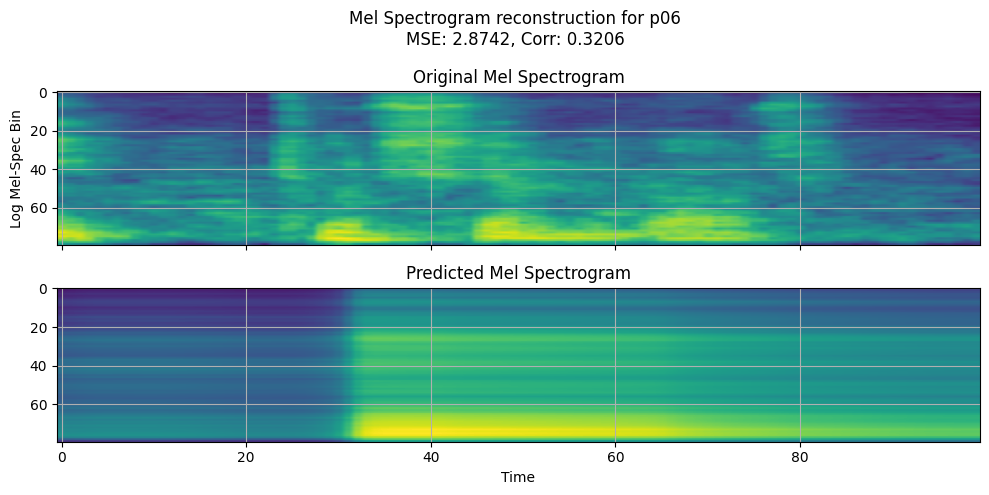 Mel Spectrogram reconstruction for p06
MSE: 2.8742, Corr: 0.3206
Original Mel Spectrogram
0
20
40
60
Log Mel-Spec Bin
Predicted Mel Spectrogram
0
20
40
60
0 20 40 60 80
Time